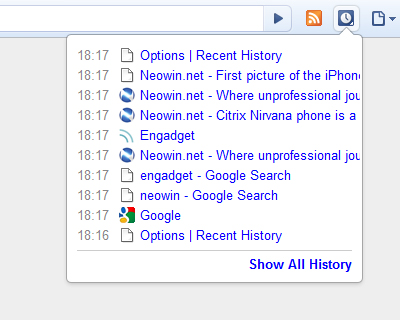 18:17 Options | Recent History
18:17 Neowin.net - First picture of the iPhon
18:17 Neowin.net - Where unprofessional jou
18:17 Neowin.net - Citrix Nirvana phone is a
18:17 Engadget
18:17 Neowin.net - Where unprofessional jou
18:17 engadget - Google Search
18:17 neowin - Google Search
18:17 Google
18:16 Options | Recent History
Show All History